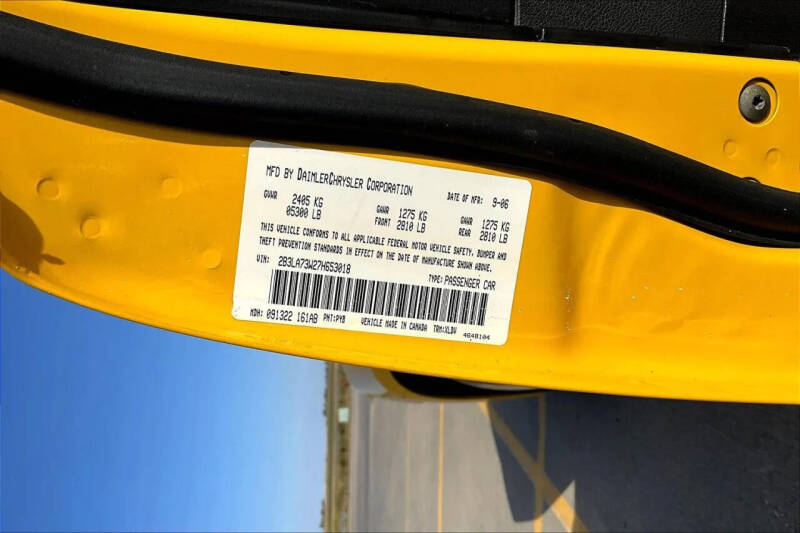 MFD BY DAIMLERCHRYSLER CORPORATION DATE OF MFR: 9-06
GVWR 2405 KG GAWR 1275 KG GAWR 1275 KG
05300 LB FRONT 2810 LB REAR 2810 LB
THIS VEHICLE CONFORMS TO ALL APPLICABLE FEDERAL MOTOR VEHICLE SAFETY, BUMPER AND
THEFT PREVENTION STANDARDS IN EFFECT ON THE DATE OF MANUFACTURE SHOWN ABOVE.
VIN: 2B3LA73W27H653018 TYPE: PASSENGER CAR
MDH: 091322 161AB PNT: PYB VEHICLE MADE IN CANADA TRM: XLDV
4648104